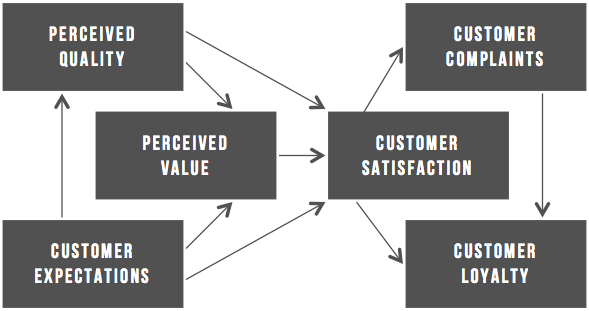 PERCEIVED
QUALITY
CUSTOMER
COMPLAINTS
PERCEIVED
VALUE
CUSTOMER
SATISFACTION
CUSTOMER
EXPECTATIONS
CUSTOMER
LOYALTY